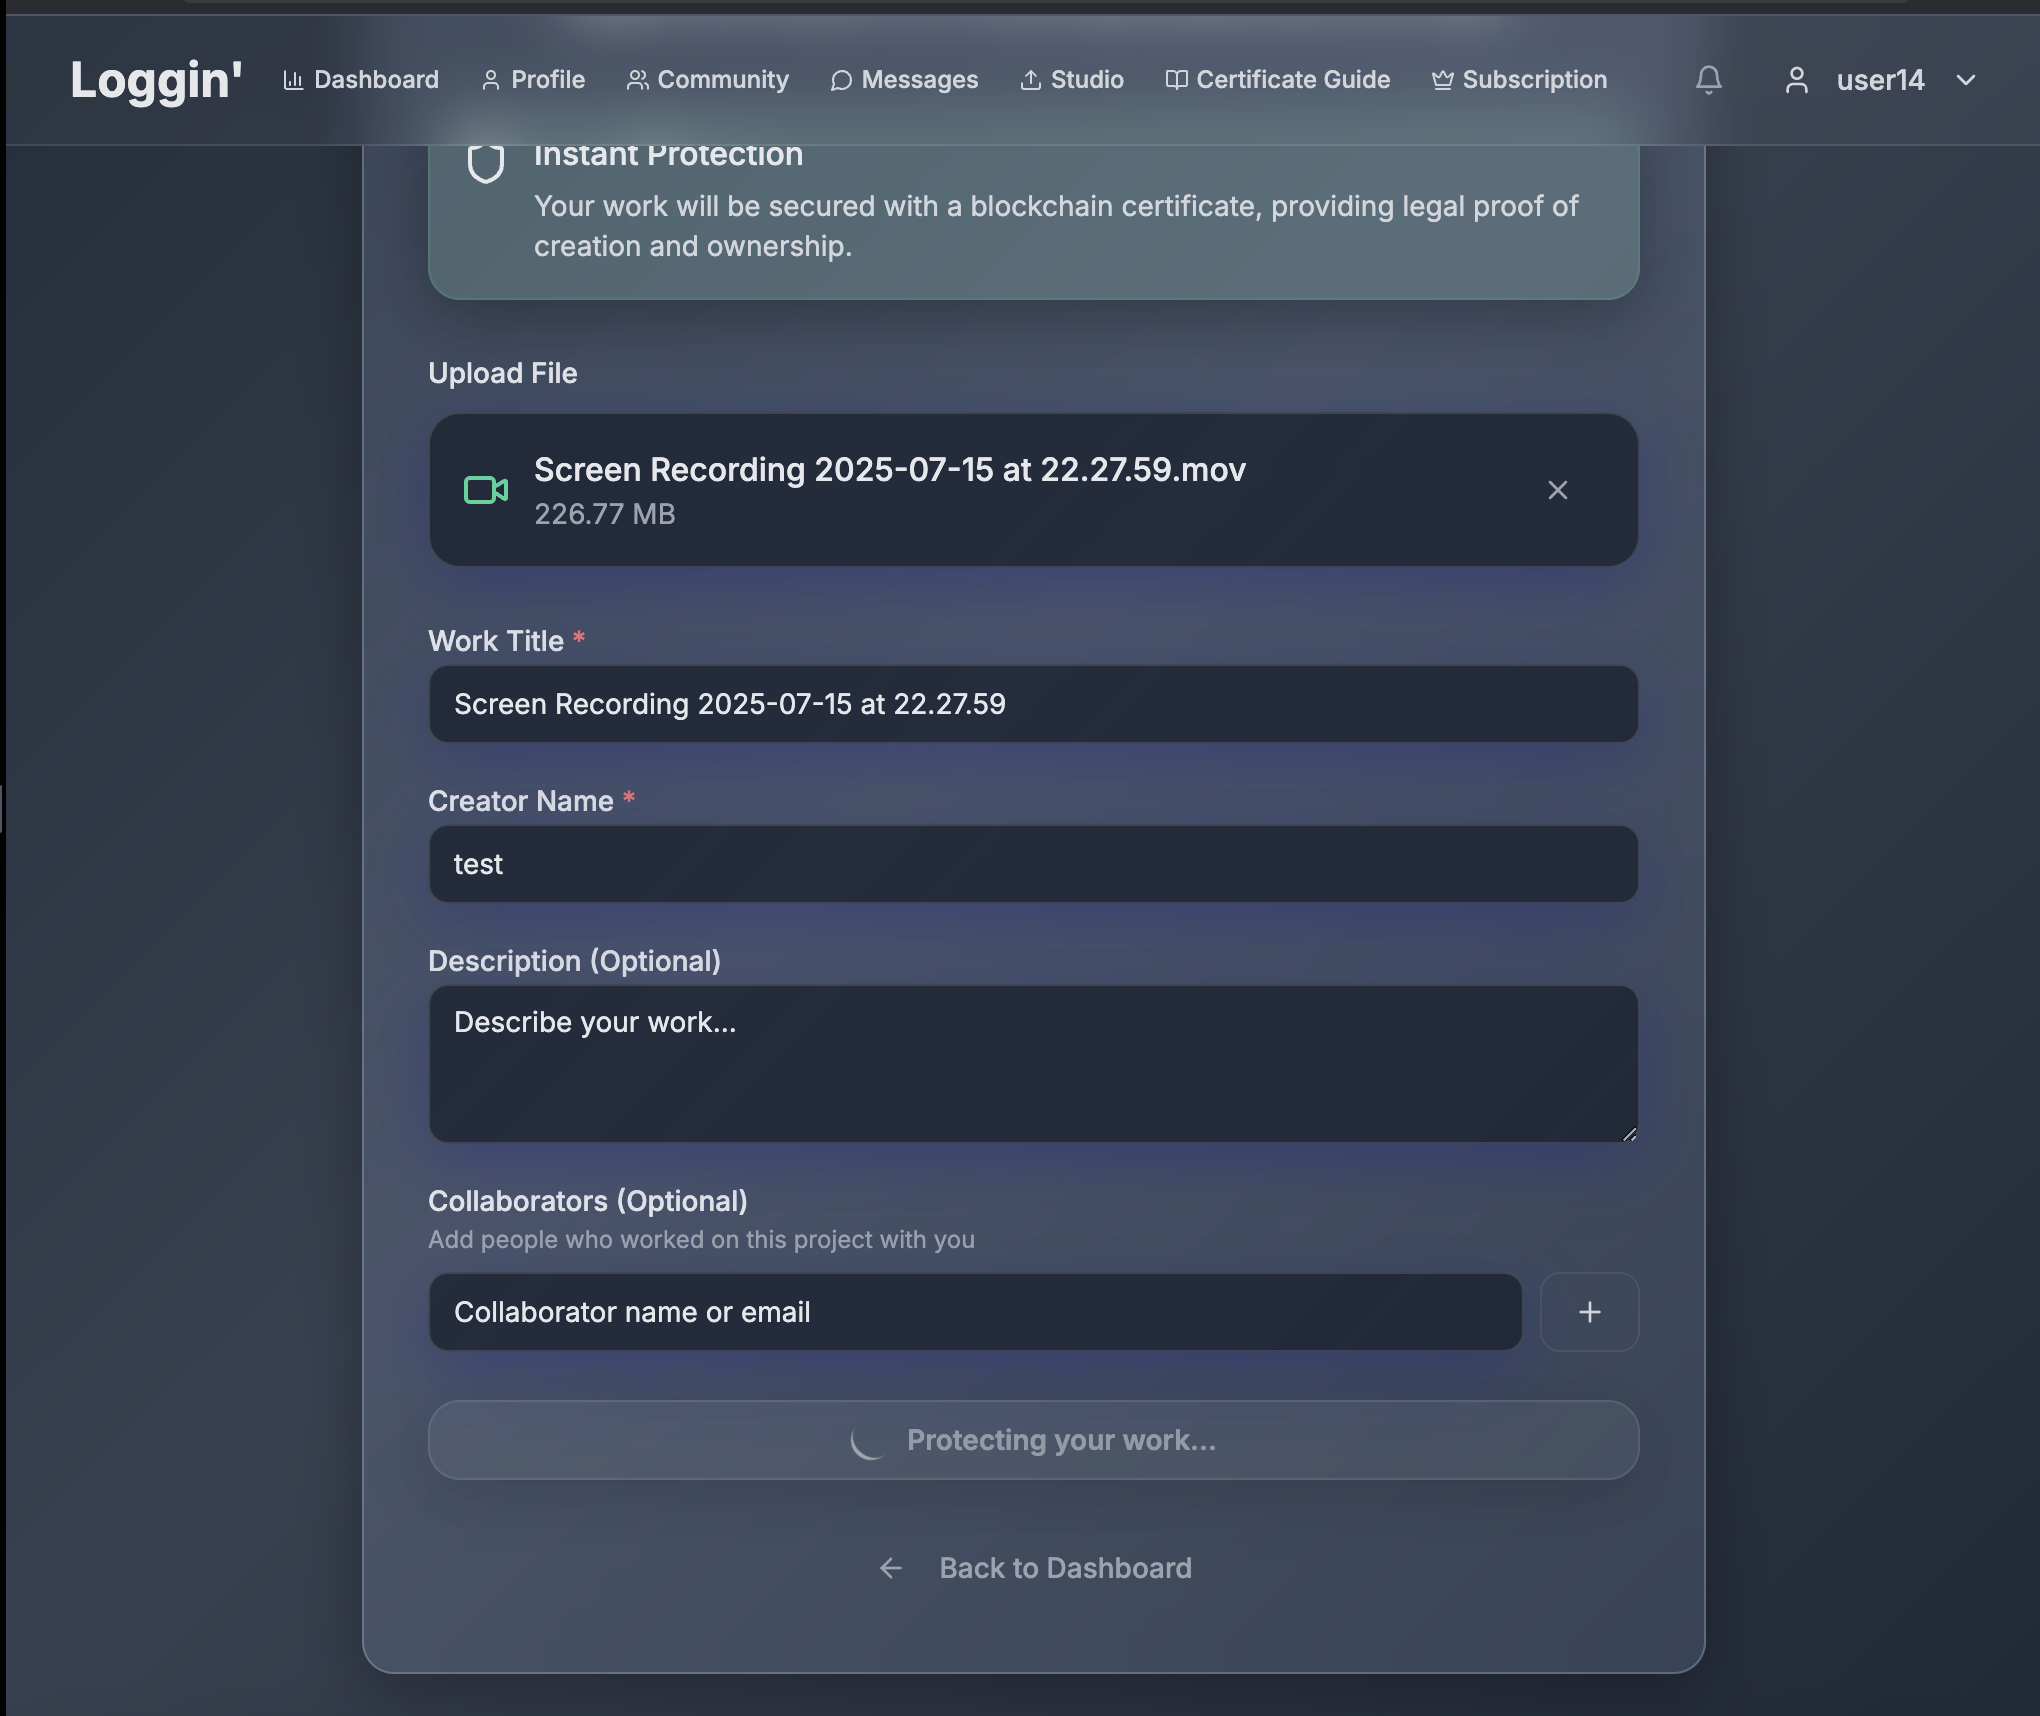 Loggin'
Dashboard
Profile
Community
Messages
Studio
Certificate Guide
Subscription
user14
Instant Protection
Your work will be secured with a blockchain certificate, providing legal proof of
creation and ownership.
Upload File
Screen Recording 2025-07-15 at 22.27.59.mov
226.77 MB
Work Title *
Screen Recording 2025-07-15 at 22.27.59
Creator Name *
test
Description (Optional)
Describe your work...
Collaborators (Optional)
Add people who worked on this project with you
Collaborator name or email
Protecting your work...
Back to Dashboard